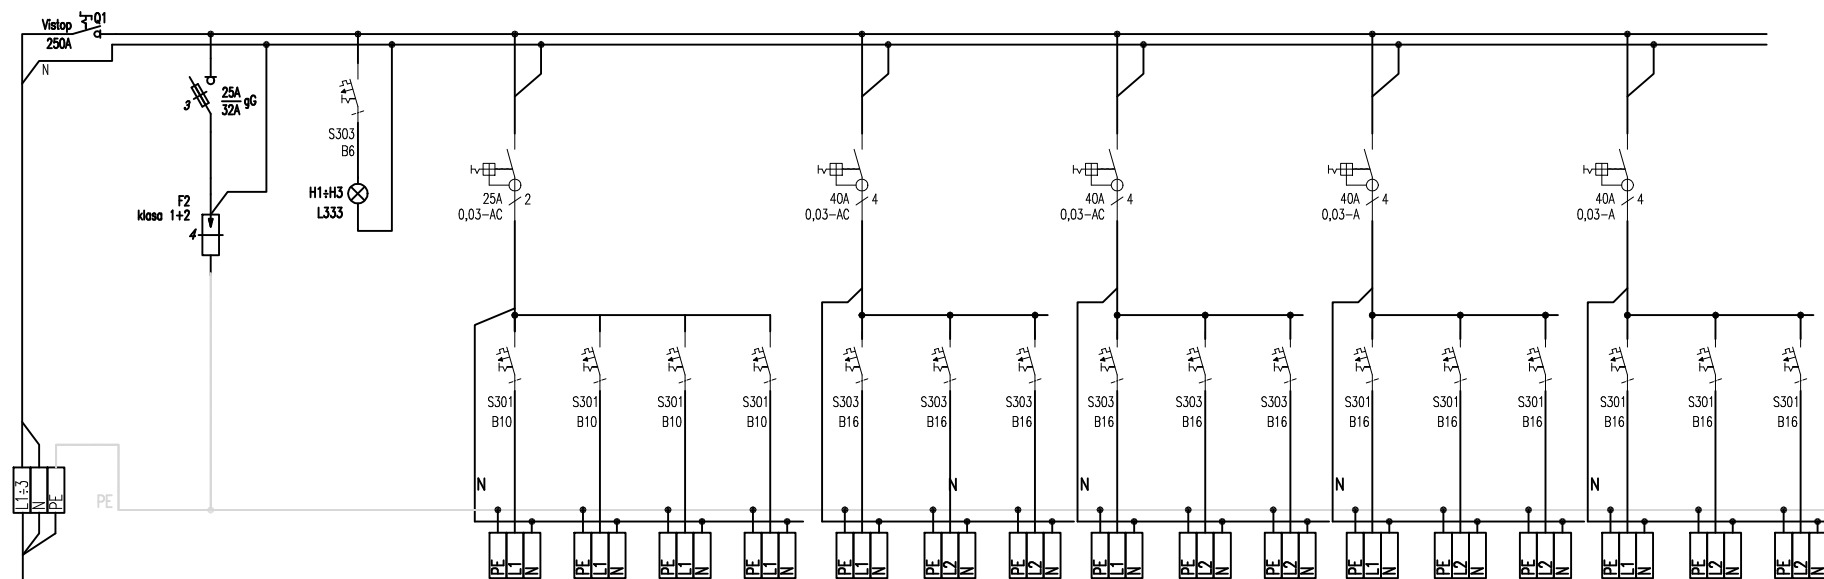 Vistop
Q1
250A
N
3
25A
32A
gG
S303
B6
F2
klasa 1+2
4
H1÷H3
L333
25A
2
0,03-AC
40A
4
0,03-AC
40A
4
0,03-AC
40A
4
0,03-A
40A
4
0,03-A
S301
B10
S301
B10
S301
B10
S301
B10
S303
B16
S303
B16
S303
B16
S303
B16
S303
B16
S303
B16
S301
B16
S301
B16
S301
B16
S301
B16
S301
B16
S301
B16
L1÷3
N
PE
PE
N
N
N
N
N
PE
L1
N
PE
L1
N
PE
L1
N
PE
L1
N
PE
L1
N
PE
L2
N
PE
L2
N
PE
L1
N
PE
L2
N
PE
L2
N
PE
L1
N
PE
L2
N
PE
L2
N
PE
L1
N
PE
L2
N
PE
L2
N